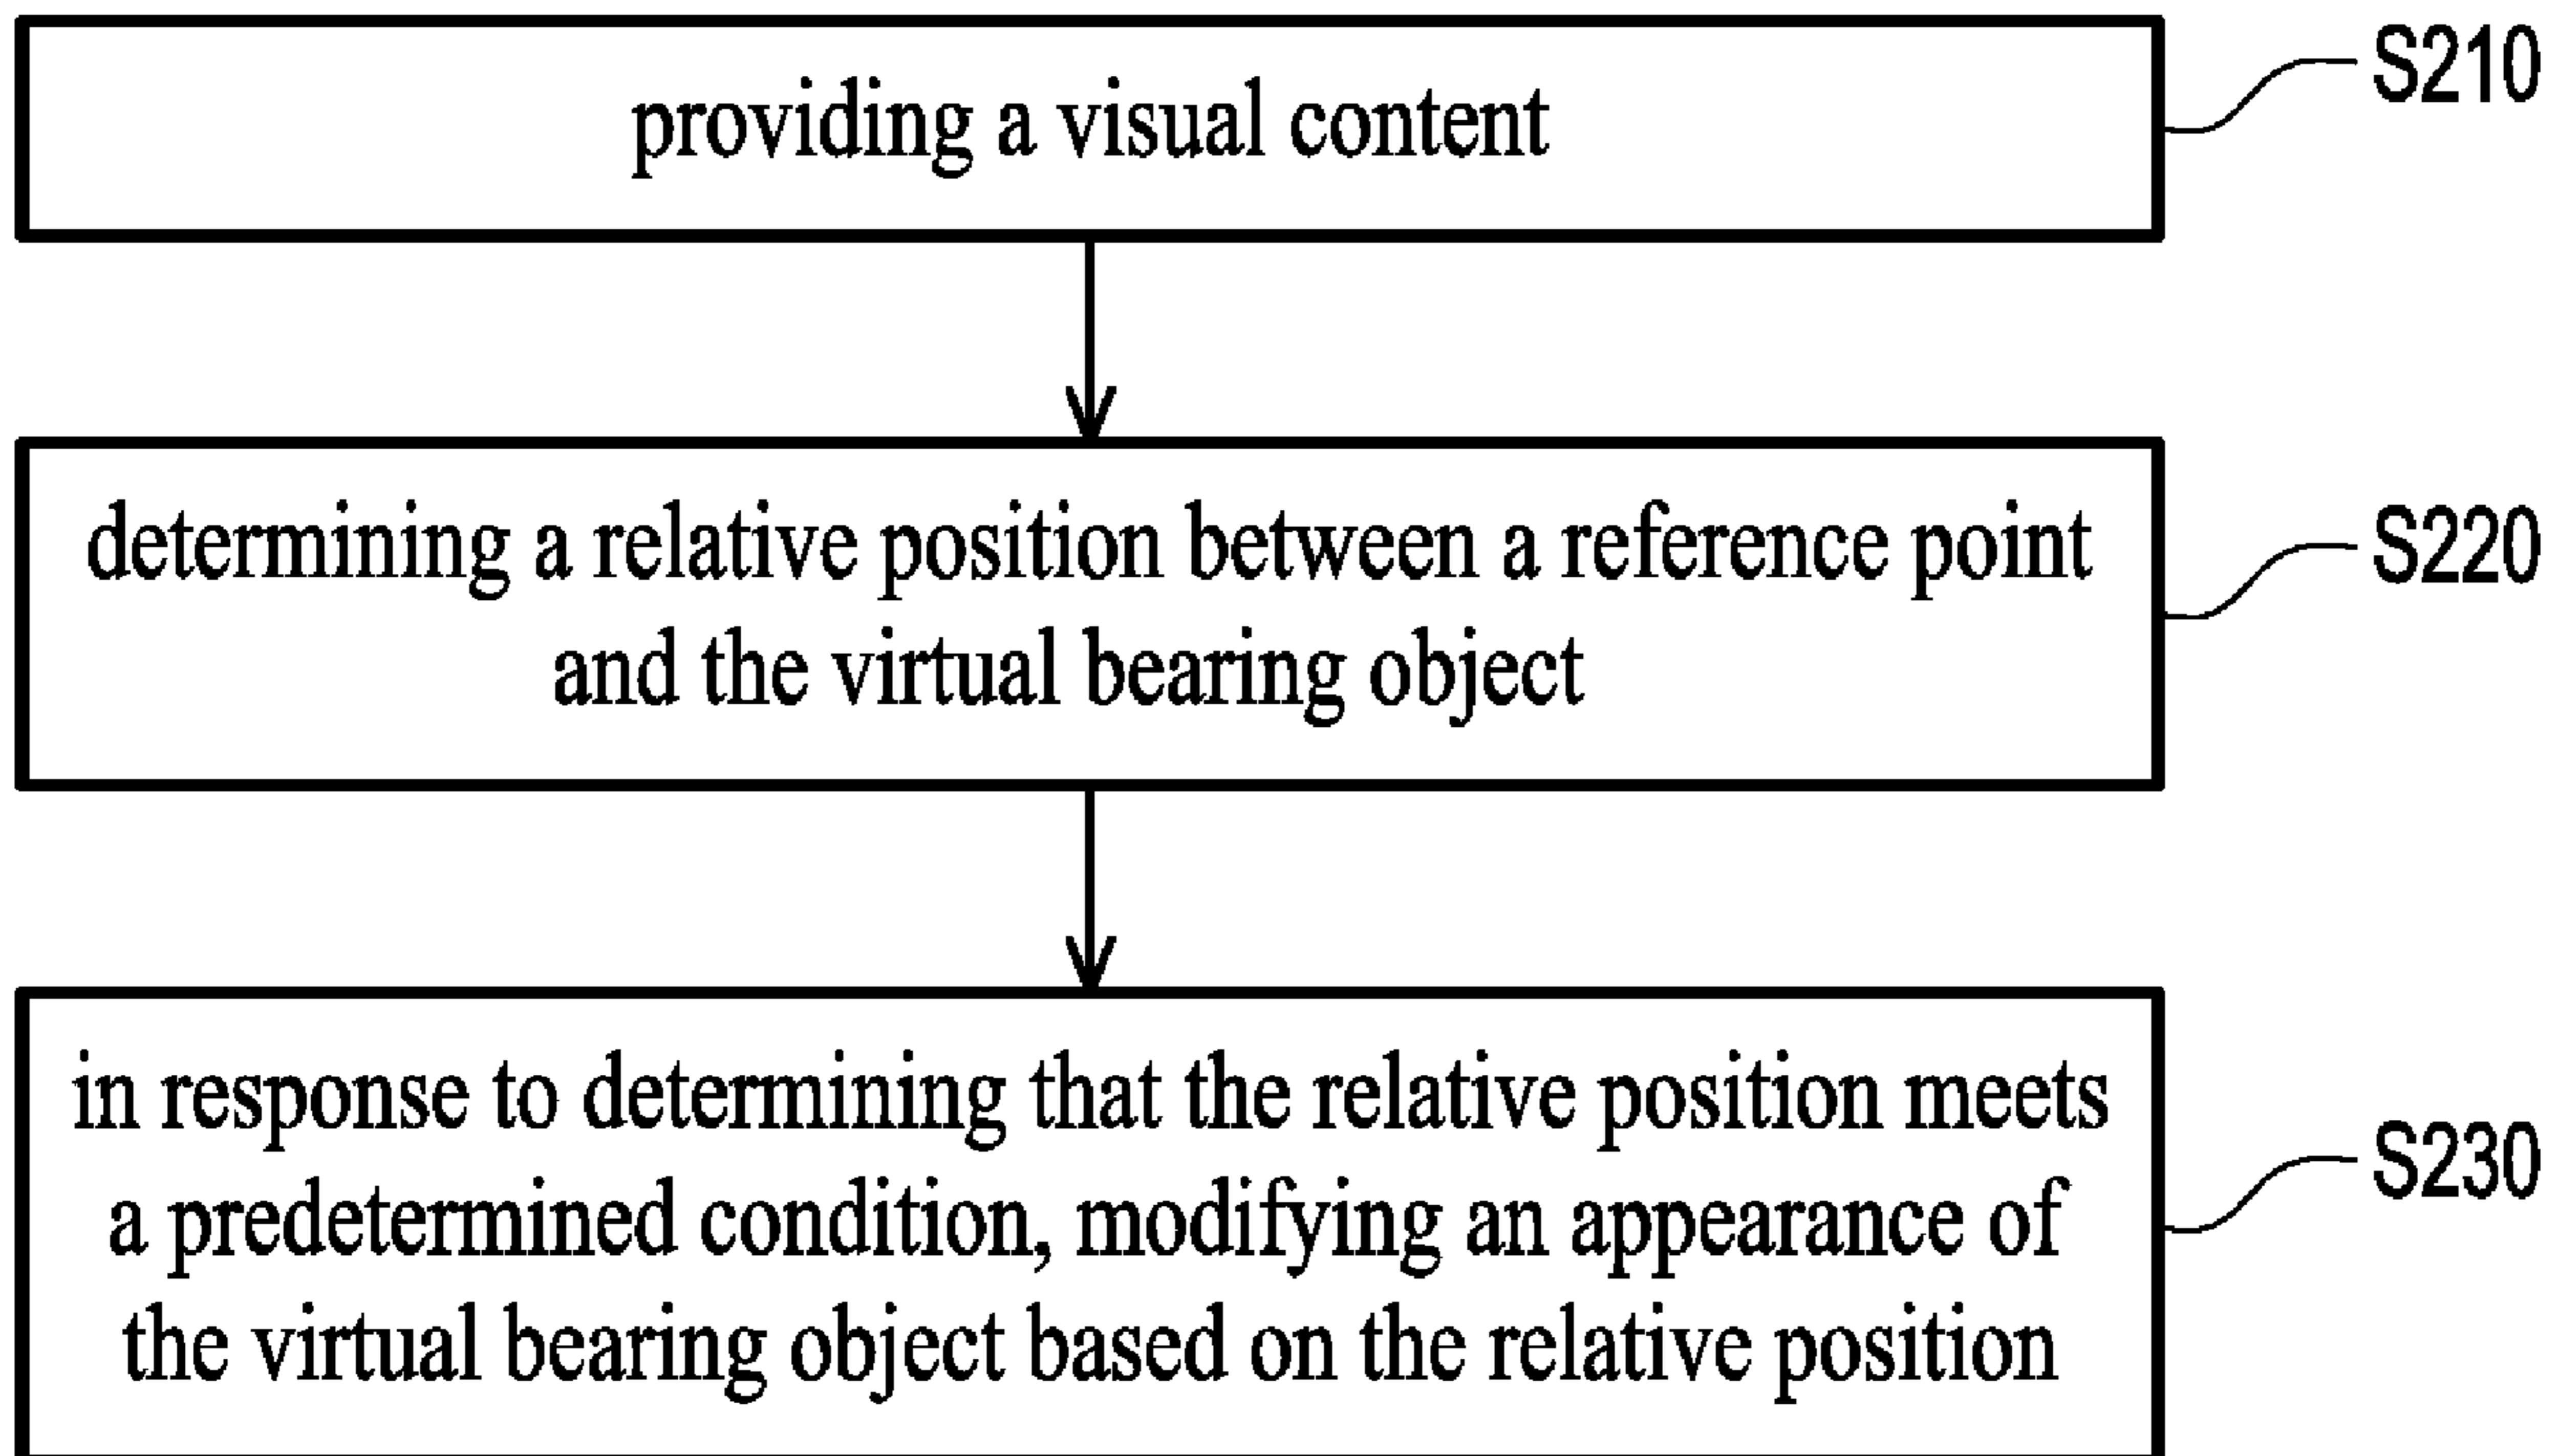 providing a visual content
S210
determining a relative position between a reference point
and the virtual bearing object
S220
in response to determining that the relative position meets
a predetermined condition, modifying an appearance of
the virtual bearing object based on the relative position
S230